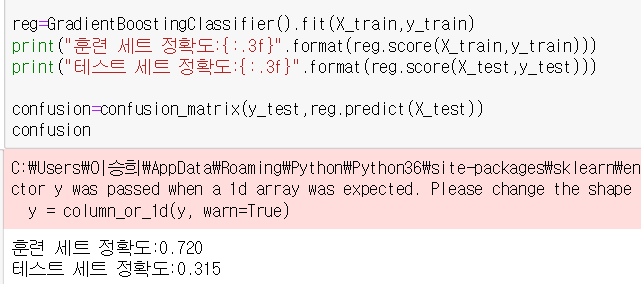 reg=GradientBoostingClassifier().fit(X_train,y_train)
print("훈련 세트 정확도:{:.3f}".format(reg.score(X_train,y_train)))
print("테스트 세트 정확도:{:.3f}".format(reg.score(X_test,y_test)))
confusion=confusion_matrix(y_test,reg.predict(X_test))
confusion
C:₩Users₩이승희₩AppData₩Roaming₩Python₩Python36₩site-packages₩sklearn₩en
ctor y was passed when a 1d array was expected. Please change the shape
y = column_or_1d(y, warn=True)
훈련 세트 정확도:0.720
테스트 세트 정확도:0.315